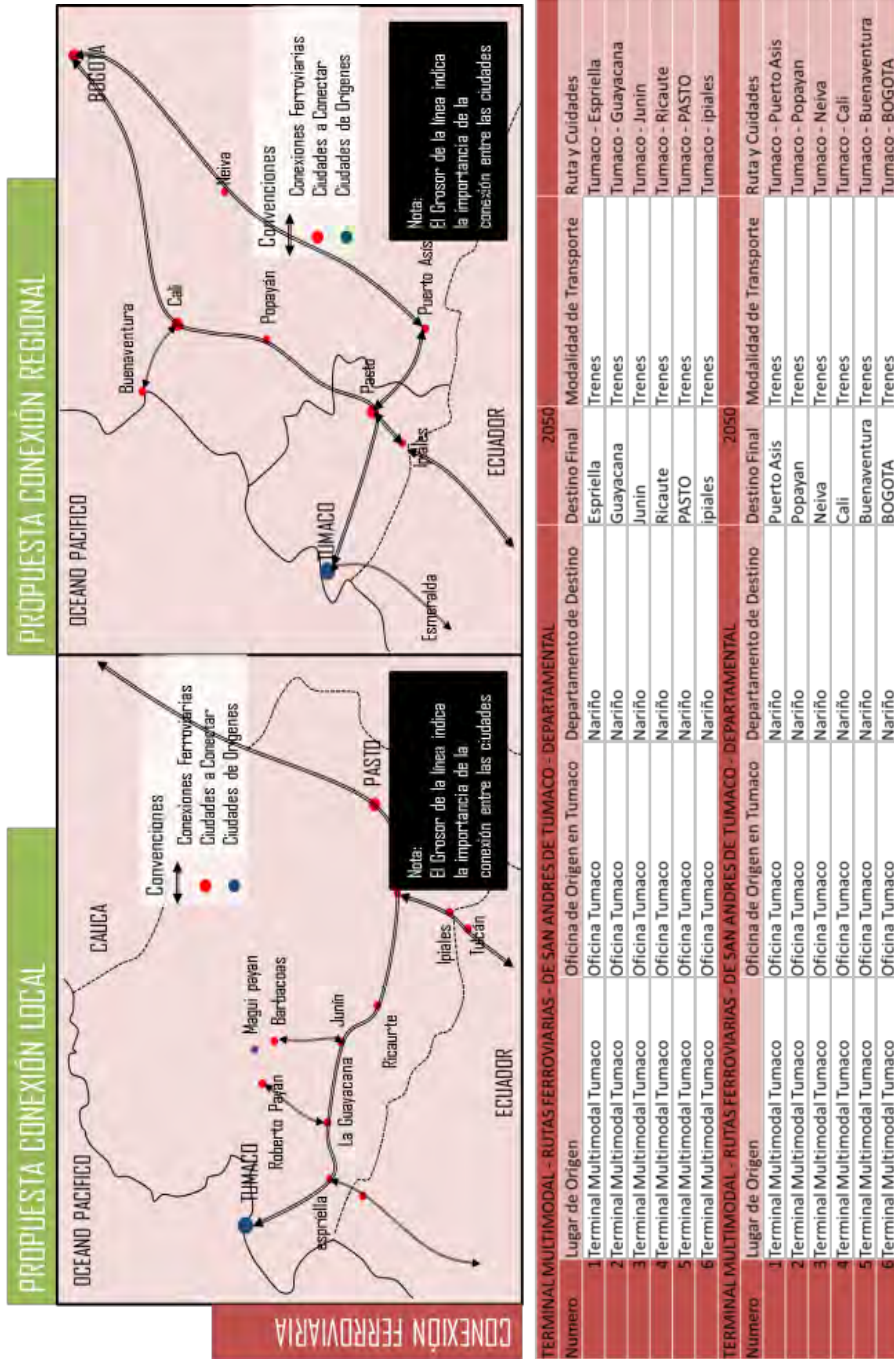 PROPUESTA CONEXIÓN LOCAL
PROPUESTA CONEXIÓN REGIONAL
CONEXIÓN FERROVIARIA
OCEANO PACIFICO
CAUCA
Convenciones
Conexiones Ferroviarias
Ciudades a Conectar
Ciudades de Orígenes
TUMACO
Roberto Payan
Magui payan
Barbacoas
espriella
La Guayacana
Junín
Ricaurte
PASTO
Ipiales
Tulcán
ECUADOR
Nota:
El Grosor de la línea indica
la importancia de la
conexión entre las ciudades
OCEANO PACIFICO
BOGOTA
Buenaventura
Cali
Neiva
Popayán
Convenciones
Conexiones Ferroviarias
Ciudades a Conectar
Ciudades de Orígenes
TUMACO
Pasto
Puerto Asis
Ipiales
Esmeralda
ECUADOR
Nota:
El Grosor de la línea indica
la importancia de la
conexión entre las ciudades
TERMINAL MULTIMODAL - RUTAS FERROVIARIAS - DE SAN ANDRES DE TUMACO - DEPARTAMENTAL 2050
Numero Lugar de Origen Oficina de Origen en Tumaco Departamento de Destino Destino Final Modalidad de Transporte Ruta y Cuidades
1 Terminal Multimodal Tumaco Oficina Tumaco Nariño Espriella Trenes Tumaco - Espriella
2 Terminal Multimodal Tumaco Oficina Tumaco Nariño Guayacana Trenes Tumaco - Guayacana
3 Terminal Multimodal Tumaco Oficina Tumaco Nariño Junin Trenes Tumaco - Junin
4 Terminal Multimodal Tumaco Oficina Tumaco Nariño Ricaute Trenes Tumaco - Ricaute
5 Terminal Multimodal Tumaco Oficina Tumaco Nariño PASTO Trenes Tumaco - PASTO
6 Terminal Multimodal Tumaco Oficina Tumaco Nariño ipiales Trenes Tumaco - ipiales
TERMINAL MULTIMODAL - RUTAS FERROVIARIAS - DE SAN ANDRES DE TUMACO - DEPARTAMENTAL 2050
Numero Lugar de Origen Oficina de Origen en Tumaco Departamento de Destino Destino Final Modalidad de Transporte Ruta y Cuidades
1 Terminal Multimodal Tumaco Oficina Tumaco Nariño Puerto Asis Trenes Tumaco - Puerto Asis
2 Terminal Multimodal Tumaco Oficina Tumaco Nariño Popayan Trenes Tumaco - Popayan
3 Terminal Multimodal Tumaco Oficina Tumaco Nariño Neiva Trenes Tumaco - Neiva
4 Terminal Multimodal Tumaco Oficina Tumaco Nariño Cali Trenes Tumaco - Cali
5 Terminal Multimodal Tumaco Oficina Tumaco Nariño Buenaventura Trenes Tumaco - Buenaventura
6 Terminal Multimodal Tumaco Oficina Tumaco Nariño BOGOTA Trenes Tumaco - BOGOTA